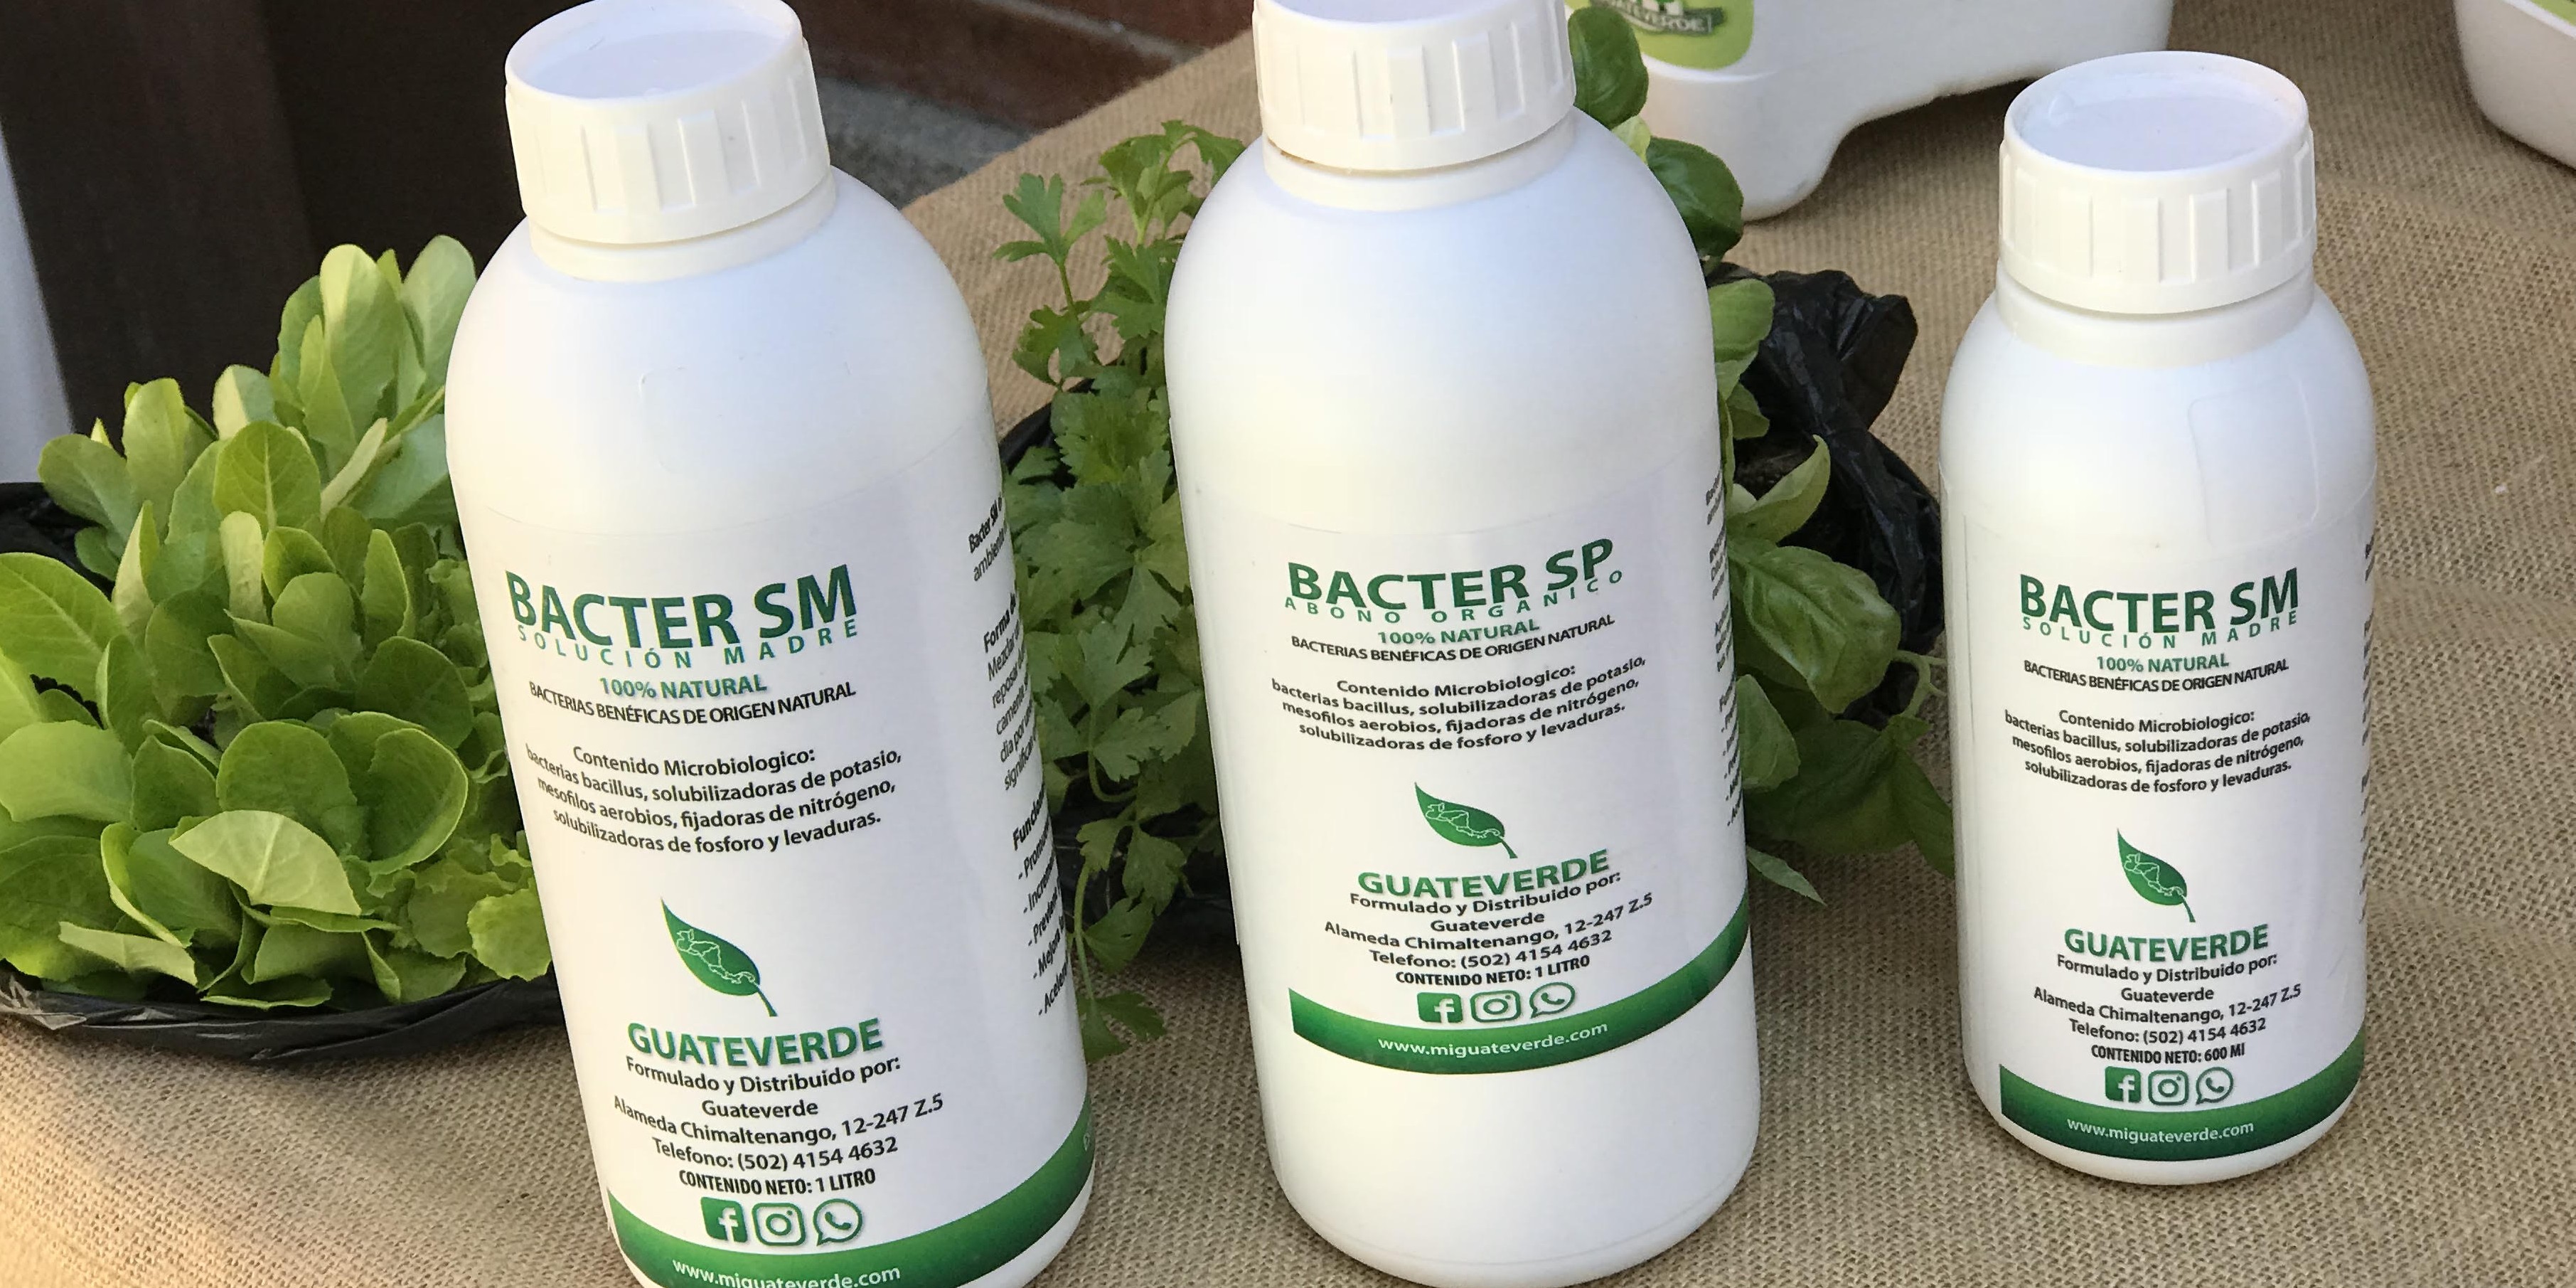 BACTER SM
SOLUCIÓN MADRE
100% NATURAL
BACTERIAS BENÉFICAS DE ORIGEN NATURAL
Contenido Microbiologico:
bacterias bacillus, solubilizadoras de potasio,
mesofilos aerobios, fijadoras de nitrógeno,
solubilizadoras de fosforo y levaduras.
GUATEVERDE
Formulado y Distribuido por:
Guateverde
Alameda Chimaltenango, 12-247 Z.5
Telefono: (502) 4154 4632
CONTENIDO NETO: 1 LITRO
www.miguateverde.com
Bacter SM
Forma de
BACTER SP
ABONO ORGANICO
100% NATURAL
BACTERIAS BENÉFICAS DE ORIGEN NATURAL
Contenido Microbiologico:
bacterias bacillus, solubilizadoras de potasio,
mesofilos aerobios, fijadoras de nitrógeno,
solubilizadoras de fosforo y levaduras.
GUATEVERDE
Formulado y Distribuido por:
Guateverde
Alameda Chimaltenango, 12-247 Z.5
Telefono: (502) 4154 4632
CONTENIDO NETO: 1 LITRO
www.miguateverde.com
BACTER SM
SOLUCIÓN MADRE
100% NATURAL
BACTERIAS BENÉFICAS DE ORIGEN NATURAL
Contenido Microbiologico:
bacterias bacillus, solubilizadoras de potasio,
mesofilos aerobios, fijadoras de nitrógeno,
solubilizadoras de fosforo y levaduras.
GUATEVERDE
Formulado y Distribuido por:
Guateverde
Alameda Chimaltenango, 12-247 Z.5
Telefono: (502) 4154 4632
CONTENIDO NETO: 600 Ml
www.miguateverde.com